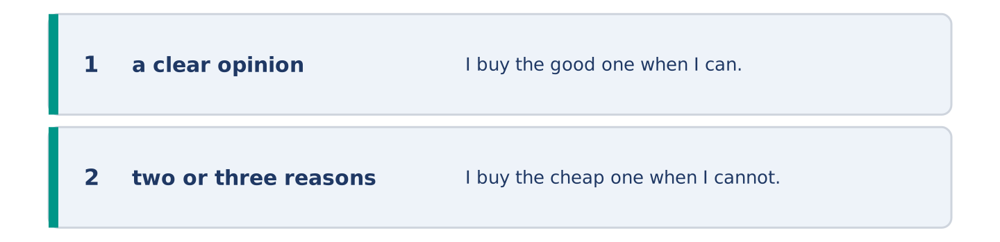 1 a clear opinion I buy the good one when I can.
2 two or three reasons I buy the cheap one when I cannot.